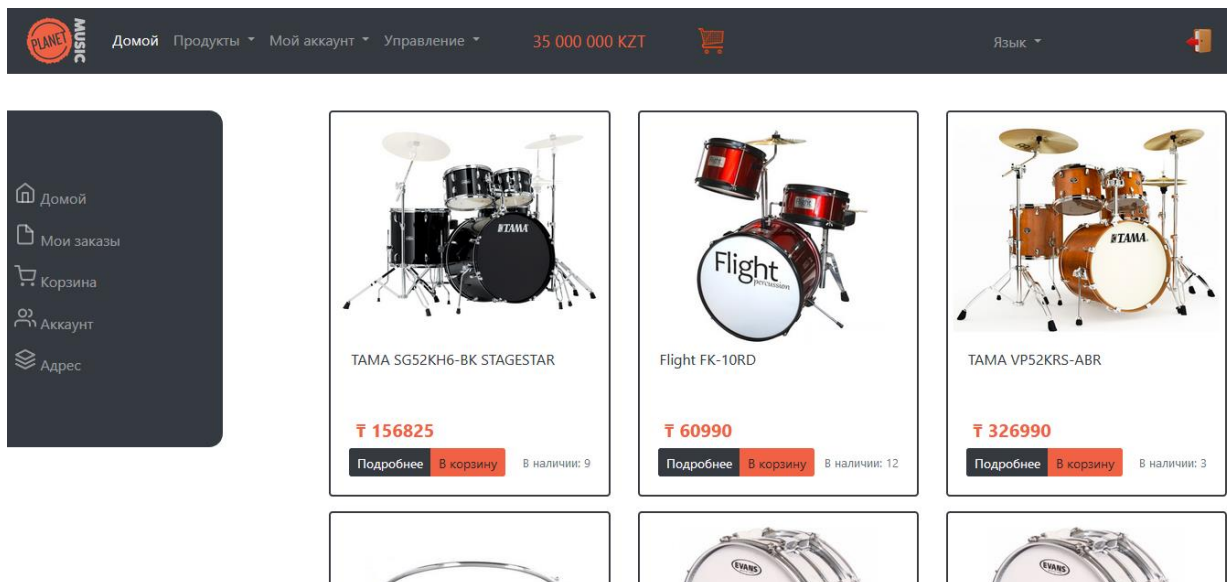 PLANET MUSIC
Домой Продукты Мой аккаунт Управление 35 000 000 KZT Язык
Домой
Мои заказы
Корзина
Аккаунт
Адрес
TAMA
Flight
percussion
TAMA
TAMA SG52KH6-BK STAGESTAR
Flight FK-10RD
TAMA VP52KRS-ABR
₸ 156825
₸ 60990
₸ 326990
Подробнее В корзину В наличии: 9
Подробнее В корзину В наличии: 12
Подробнее В корзину В наличии: 3
EVANS
EVANS